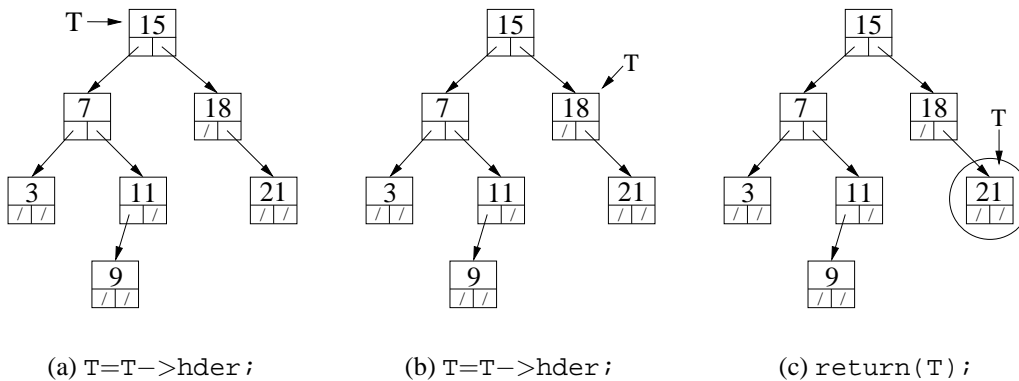 T 15
7 18
3 11 21
/ / / / / /
9
/ /
(a) T=T->hder;
15
T
7 18
/
3 11 21
/ / / / /
9
/ /
(b) T=T->hder;
15
7 18
/
T
3 11 21
/ / / / /
9
/ /
(c) return(T);